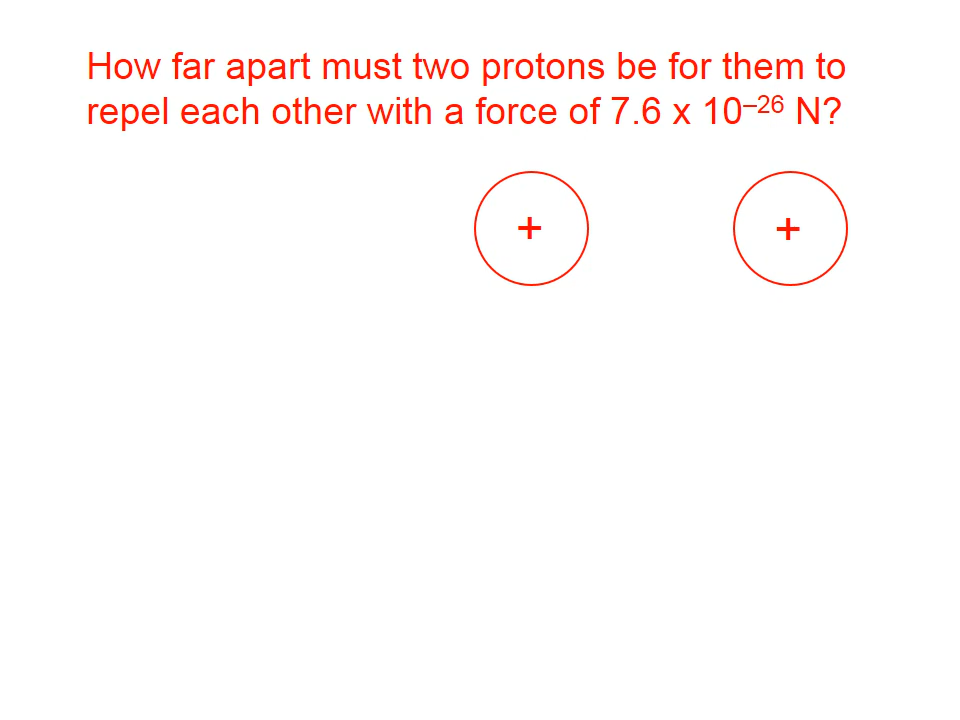 How far apart must two protons be for them to
repel each other with a force of 7.6 x 10⁻²⁶ N?
+ +